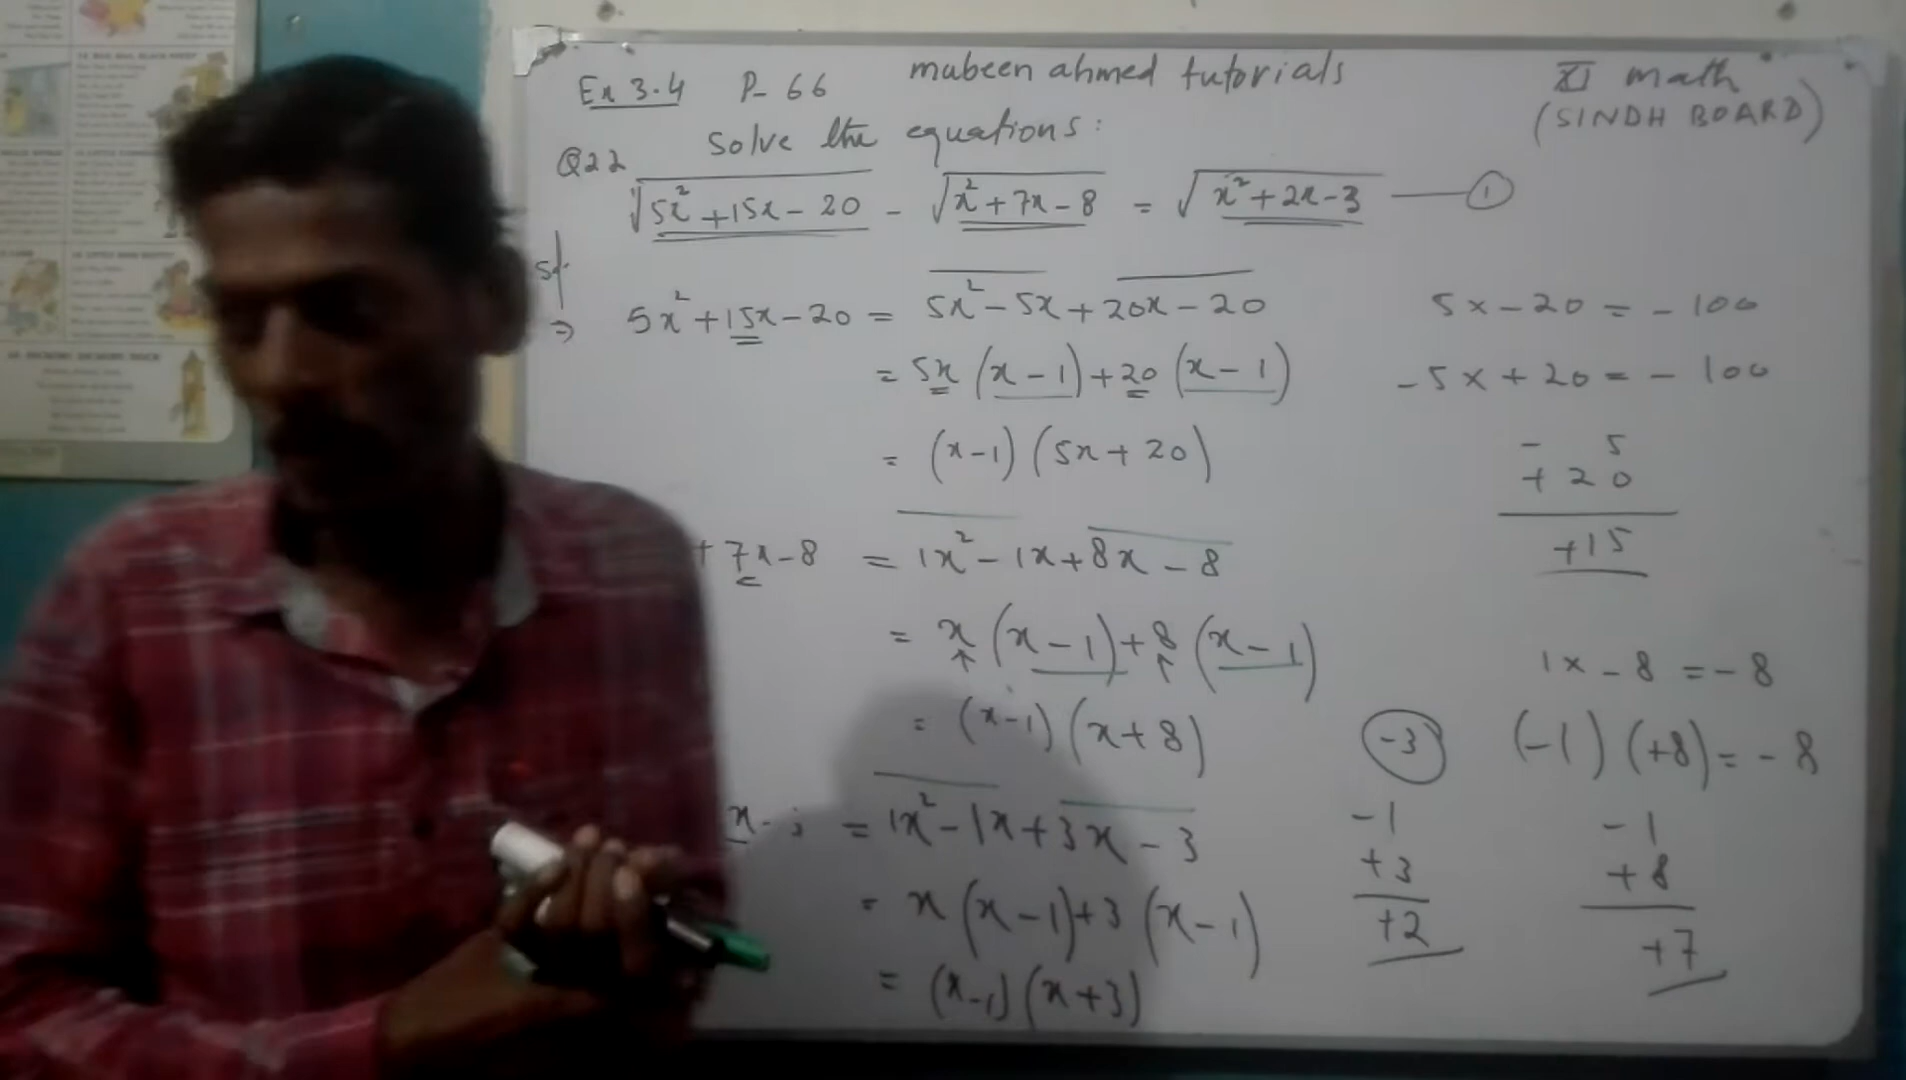 Ex 3.4 P- 66 mubeen ahmed tutorials XI math
(SINDH BOARD)
Q22 Solve the equations:
√5x²+15x-20 - √x²+7x-8 = √x²+2x-3 —— ①
Sol
⇒ 5x²+15x-20 = 5x²-5x+20x-20
= 5x(x-1)+20(x-1)
= (x-1)(5x+20)
+7x-8 = 1x²-1x+8x-8
= x(x-1)+8(x-1)
= (x-1)(x+8)
x-3 = 1x²-1x+3x-3
= x(x-1)+3(x-1)
= (x-1)(x+3)
5x-20 = -100
-5x+20 = -100
- 5
+20
+15
1x-8 = -8
-3 (-1)(+8) = -8
-1
+3
+2
-1
+8
+7